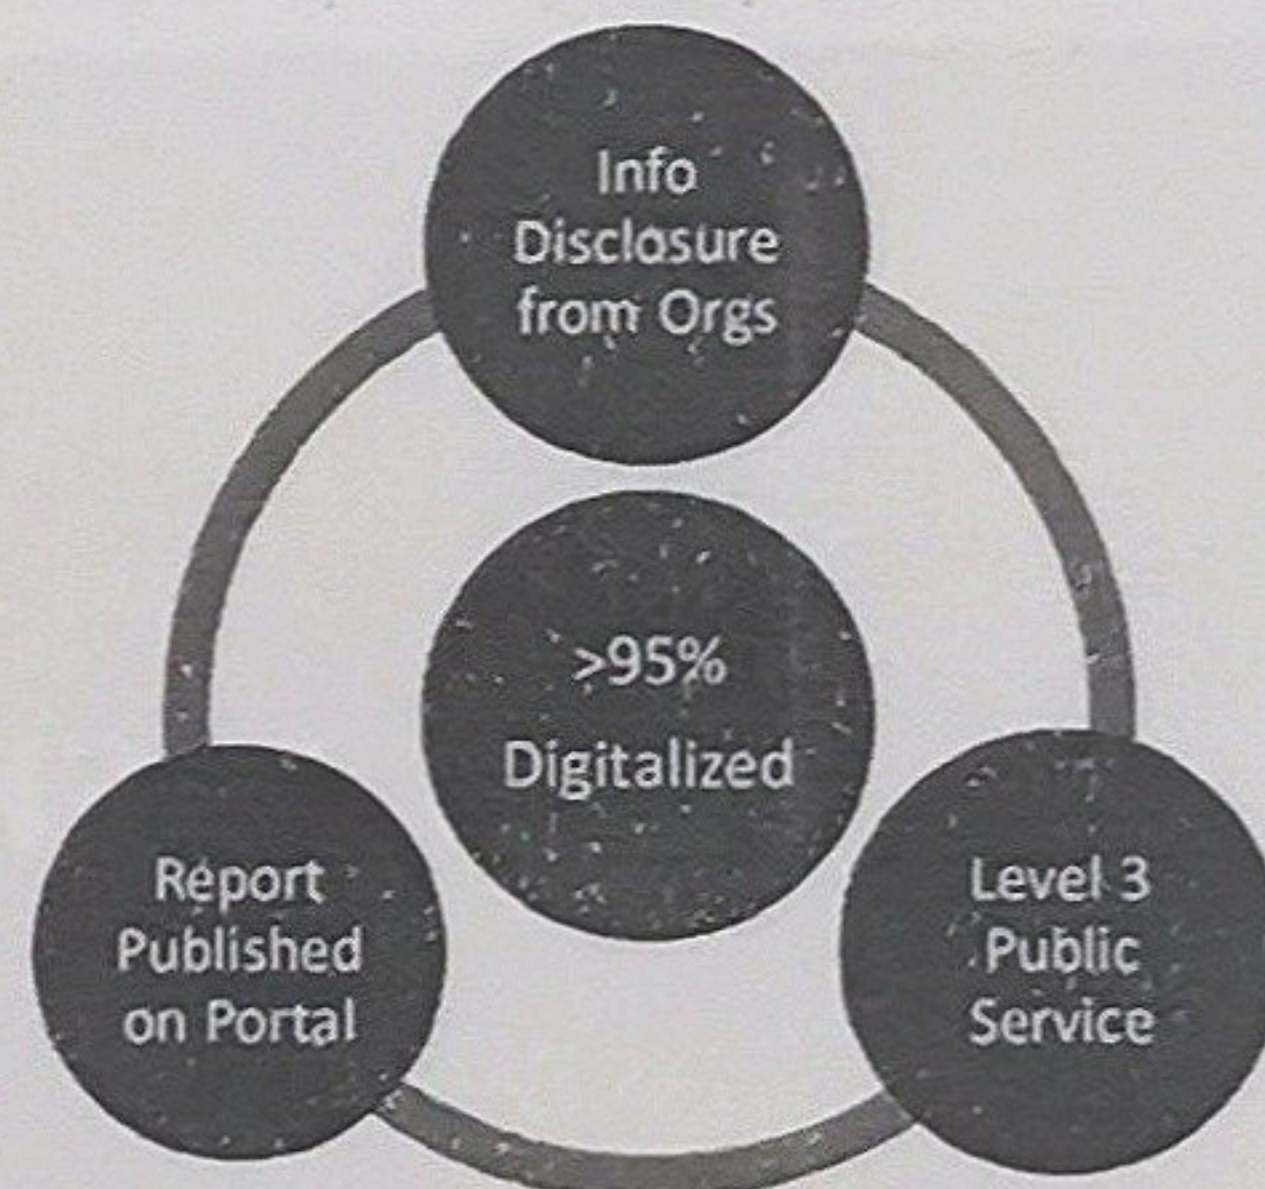 Info
Disclosure
from Orgs
>95%
Digitalized
Report
Published
on Portal
Level 3
Public
Service